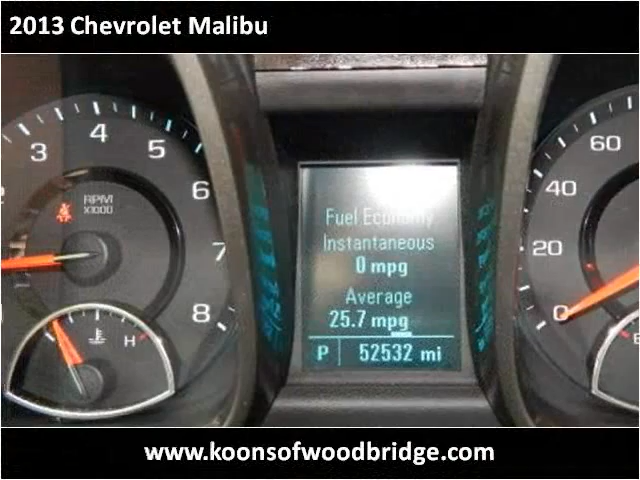 2013 Chevrolet Malibu
3
4
5
6
7
8
RPM
X1000
H
Fuel Economy
Instantaneous
0 mpg
Average
25.7 mpg
P 52532 mi
60
40
20
0
www.koonsofwoodbridge.com